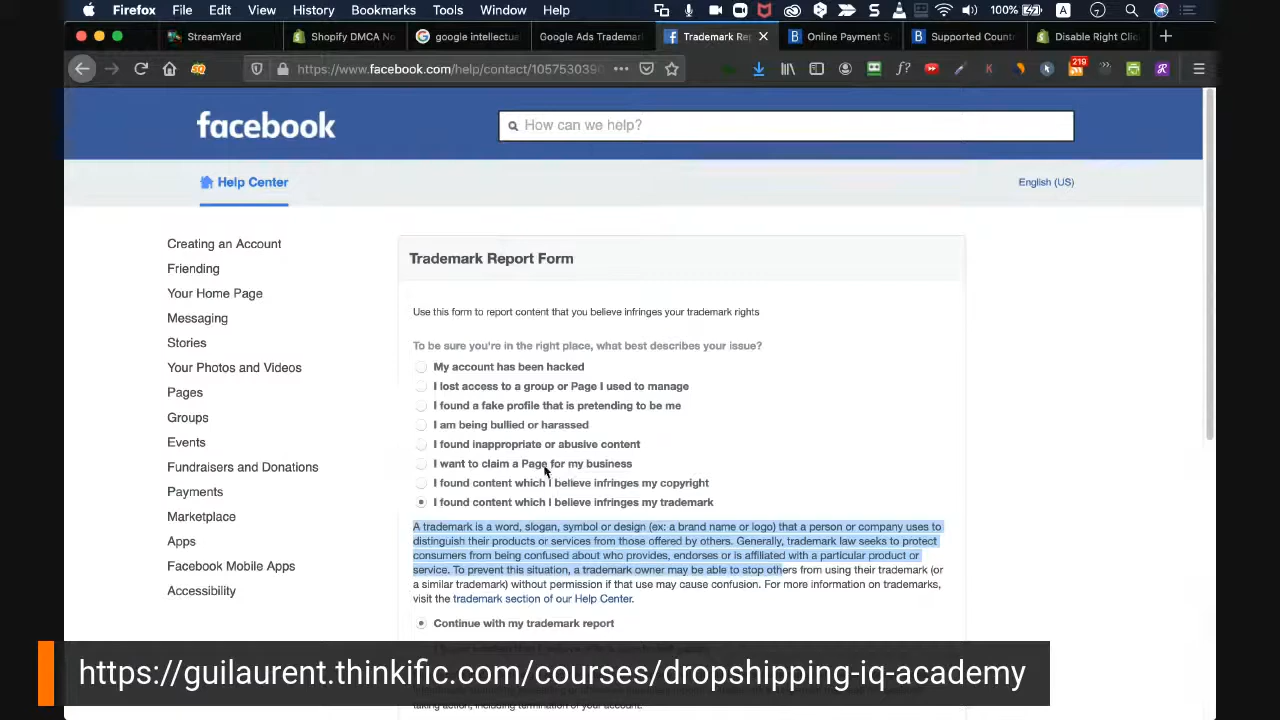 Firefox File Edit View History Bookmarks Tools Window Help 100% A
StreamYard Shopify DMCA No google intellectua Google Ads Trademar Trademark Rep Online Payment S Supported Count Disable Right Clic
https://www.facebook.com/help/contact/1057530390 219
facebook
How can we help?
Help Center
English (US)
Creating an Account
Friending
Your Home Page
Messaging
Stories
Your Photos and Videos
Pages
Groups
Events
Fundraisers and Donations
Payments
Marketplace
Apps
Facebook Mobile Apps
Accessibility
Trademark Report Form
Use this form to report content that you believe infringes your trademark rights
To be sure you're in the right place, what best describes your issue?
My account has been hacked
I lost access to a group or Page I used to manage
I found a fake profile that is pretending to be me
I am being bullied or harassed
I found inappropriate or abusive content
I want to claim a Page for my business
I found content which I believe infringes my copyright
I found content which I believe infringes my trademark
A trademark is a word, slogan, symbol or design (ex: a brand name or logo) that a person or company uses to
distinguish their products or services from those offered by others. Generally, trademark law seeks to protect
consumers from being confused about who provides, endorses or is affiliated with a particular product or
service. To prevent this situation, a trademark owner may be able to stop others from using their trademark (or
a similar trademark) without permission if that use may cause confusion. For more information on trademarks,
visit the trademark section of our Help Center.
Continue with my trademark report
https://guilaurent.thinkific.com/courses/dropshipping-iq-academy
taking action, including termination of your account.